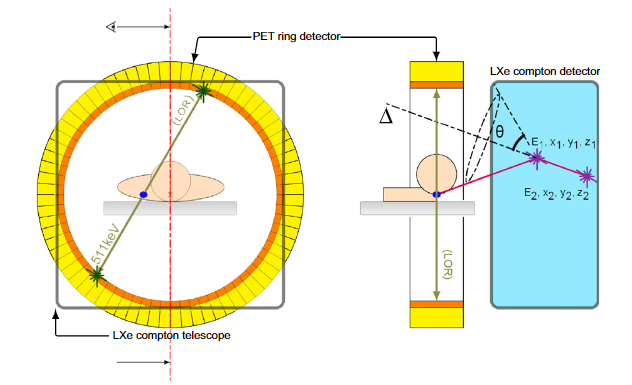 PET ring detector
LXe compton detector
(LOR)
511keV
Δ
θ
E1, x1, y1, z1
E2, x2, y2, z2
(LOR)
LXe compton telescope